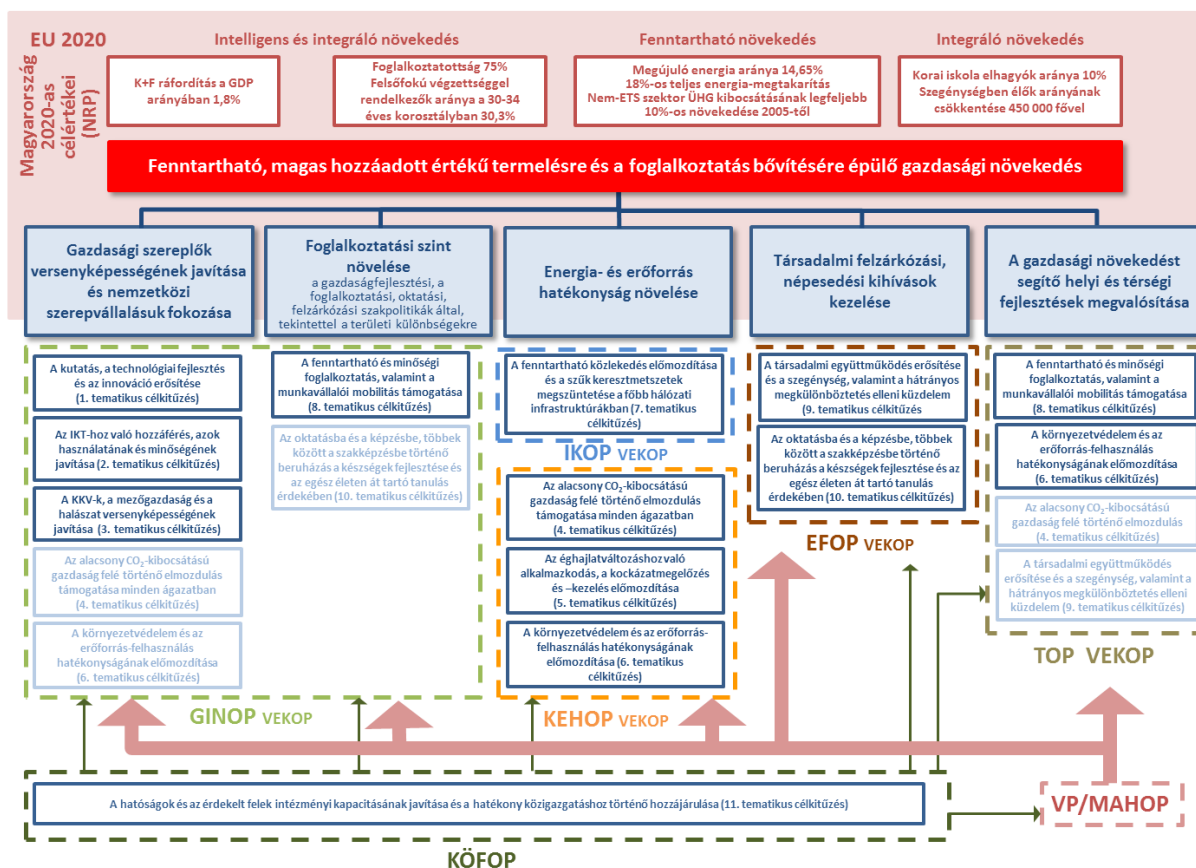 EU 2020
Magyarország
2020-as
célértékei
(NRP)
Intelligens és integráló növekedés
Fenntartható növekedés
Integráló növekedés
K+F ráfordítás a GDP
arányában 1,8%
Foglalkoztatottság 75%
Felsőfokú végzettséggel
rendelkezők aránya a 30-34
éves korosztályban 30,3%
Megújuló energia aránya 14,65%
18%-os teljes energia-megtakarítás
Nem-ETS szektor ÜHG kibocsátásának legfeljebb
10%-os növekedése 2005-től
Korai iskola elhagyók aránya 10%
Szegénységben élők arányának
csökkentése 450 000 fővel
Fenntartható, magas hozzáadott értékű termelésre és a foglalkoztatás bővítésére épülő gazdasági növekedés
Gazdasági szereplők
versenyképességének javítása
és nemzetközi
szerepvállalásuk fokozása
Foglalkoztatási szint
növelése
a gazdaságfejlesztési, a
foglalkoztatási, oktatási,
felzárkózási szakpolitikák által,
tekintettel a területi különbségekre
Energia- és erőforrás
hatékonyság növelése
Társadalmi felzárkózási,
népesedési kihívások
kezelése
A gazdasági növekedést
segítő helyi és térségi
fejlesztések megvalósítása
A kutatás, a technológiai fejlesztés
és az innováció erősítése
(1. tematikus célkitűzés)
Az IKT-hoz való hozzáférés, azok
használatának és minőségének
javítása (2. tematikus célkitűzés)
A KKV-k, a mezőgazdaság és a
halászat versenyképességének
javítása (3. tematikus célkitűzés)
Az alacsony CO₂-kibocsátású
gazdaság felé történő elmozdulás
támogatása minden ágazatban
(4. tematikus célkitűzés)
A környezetvédelem és az
erőforrás-felhasználás
hatékonyságának előmozdítása
(6. tematikus célkitűzés)
A fenntartható és minőségi
foglalkoztatás, valamint a
munkavállalói mobilitás támogatása
(8. tematikus célkitűzés)
Az oktatásba és a képzésbe, többek
között a szakképzésbe történő
beruházás a készségek fejlesztése és
az egész életen át tartó tanulás
érdekében (10. tematikus célkitűzés)
GINOP VEKOP
A fenntartható közlekedés előmozdítása
és a szűk keresztmetszetek
megszüntetése a főbb hálózati
infrastruktúrákban (7. tematikus
célkitűzés)
IKOP VEKOP
Az alacsony CO₂-kibocsátású
gazdaság felé történő elmozdulás
támogatása minden ágazatban
(4. tematikus célkitűzés)
Az éghajlatváltozáshoz való
alkalmazkodás, a kockázatmegelőzés
és –kezelés előmozdítása
(5. tematikus célkitűzés)
A környezetvédelem és az erőforrás-
felhasználás hatékonyságának
előmozdítása (6. tematikus
célkitűzés)
KEHOP VEKOP
A társadalmi együttműködés erősítése
és a szegénység, valamint a hátrányos
megkülönböztetés elleni küzdelem
(9. tematikus célkitűzés
Az oktatásba és a képzésbe, többek
között a szakképzésbe történő
beruházás a készségek fejlesztése és az
egész életen át tartó tanulás
érdekében (10. tematikus célkitűzés)
EFOP VEKOP
A fenntartható és minőségi
foglalkoztatás, valamint a
munkavállalói mobilitás támogatása
(8. tematikus célkitűzés)
A környezetvédelem és az
erőforrás-felhasználás
hatékonyságának előmozdítása
(6. tematikus célkitűzés)
Az alacsony CO₂-kibocsátású
gazdaság felé történő elmozdulás
(4. tematikus célkitűzés)
A társadalmi együttműködés
erősítése és a szegénység, valamint a
hátrányos megkülönböztetés elleni
küzdelem (9. tematikus célkitűzés)
TOP VEKOP
A hatóságok és az érdekelt felek intézményi kapacitásának javítása és a hatékony közigazgatáshoz történő hozzájárulása (11. tematikus célkitűzés)
VP/MAHOP
KÖFOP